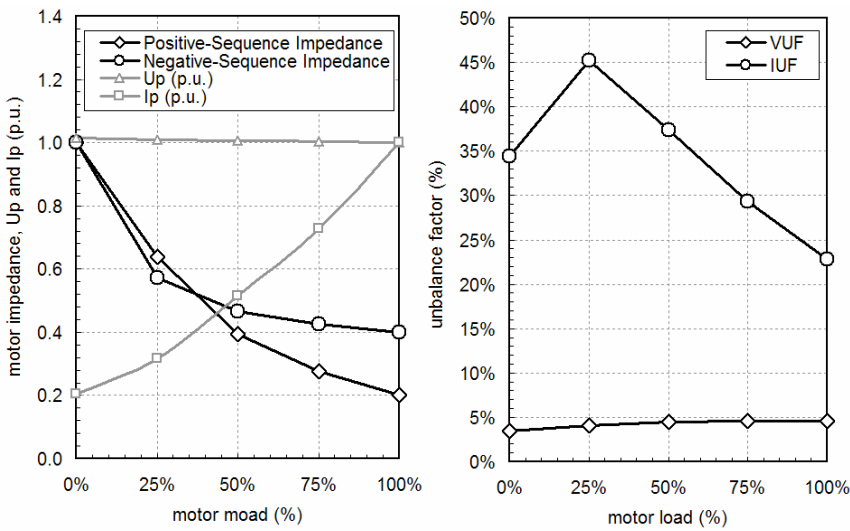 motor impedance, Up and Ip (p.u.)
1.4
1.2
1.0
0.8
0.6
0.4
0.2
0.0
Positive-Sequence Impedance
Negative-Sequence Impedance
Up (p.u.)
Ip (p.u.)
0% 25% 50% 75% 100%
motor moad (%)
unbalance factor (%)
50%
45%
40%
35%
30%
25%
20%
15%
10%
5%
0%
VUF
IUF
0% 25% 50% 75% 100%
motor load (%)